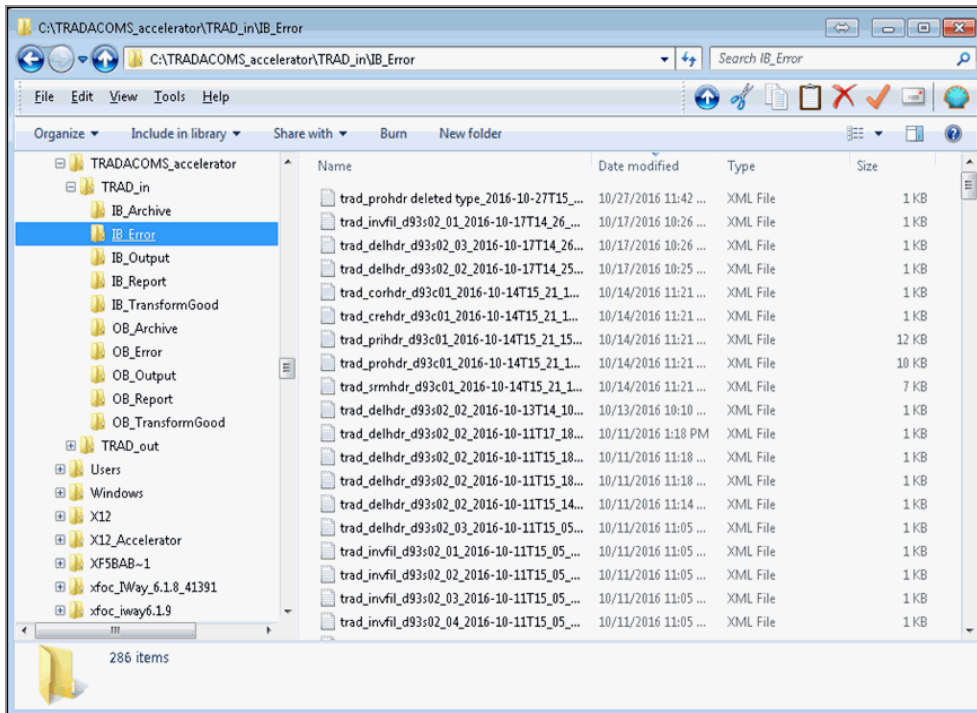 C:\TRADACOMS_accelerator\TRAD_in\IB_Error
C:\TRADACOMS_accelerator\TRAD_in\IB_Error Search IB_Error
File Edit View Tools Help
Organize Include in library Share with Burn New folder
TRADACOMS_accelerator
TRAD_in
IB_Archive
IB_Error
IB_Output
IB_Report
IB_TransformGood
OB_Archive
OB_Error
OB_Output
OB_Report
OB_TransformGood
TRAD_out
Users
Windows
X12
X12_Accelerator
XF5BAB~1
xfoc_IWay_6.1.8_41391
xfoc_iway6.1.9
Name Date modified Type Size
trad_prohdr deleted type_2016-10-27T15_... 10/27/2016 11:42 ... XML File 1 KB
trad_invfil_d93s02_01_2016-10-17T14_26_... 10/17/2016 10:26 ... XML File 1 KB
trad_delhdr_d93s02_03_2016-10-17T14_26... 10/17/2016 10:26 ... XML File 1 KB
trad_delhdr_d93s02_02_2016-10-17T14_25... 10/17/2016 10:25 ... XML File 1 KB
trad_corhdr_d93c01_2016-10-14T15_21_1... 10/14/2016 11:21 ... XML File 1 KB
trad_crehdr_d93c01_2016-10-14T15_21_1... 10/14/2016 11:21 ... XML File 1 KB
trad_prihdr_d93c01_2016-10-14T15_21_15... 10/14/2016 11:21 ... XML File 12 KB
trad_prohdr_d93c01_2016-10-14T15_21_1... 10/14/2016 11:21 ... XML File 10 KB
trad_srmhdr_d93c01_2016-10-14T15_21_1... 10/14/2016 11:21 ... XML File 7 KB
trad_delhdr_d93s02_02_2016-10-13T14_10... 10/13/2016 10:10 ... XML File 1 KB
trad_delhdr_d93s02_02_2016-10-11T17_18... 10/11/2016 1:18 PM XML File 1 KB
trad_delhdr_d93s02_02_2016-10-11T15_18... 10/11/2016 11:18 ... XML File 1 KB
trad_delhdr_d93s02_02_2016-10-11T15_18... 10/11/2016 11:18 ... XML File 1 KB
trad_delhdr_d93s02_02_2016-10-11T15_14... 10/11/2016 11:14 ... XML File 1 KB
trad_delhdr_d93s02_03_2016-10-11T15_05... 10/11/2016 11:05 ... XML File 1 KB
trad_invfil_d93s02_01_2016-10-11T15_05_... 10/11/2016 11:05 ... XML File 1 KB
trad_invfil_d93s02_02_2016-10-11T15_05_... 10/11/2016 11:05 ... XML File 1 KB
trad_invfil_d93s02_03_2016-10-11T15_05_... 10/11/2016 11:05 ... XML File 1 KB
trad_invfil_d93s02_04_2016-10-11T15_05_... 10/11/2016 11:05 ... XML File 1 KB
286 items